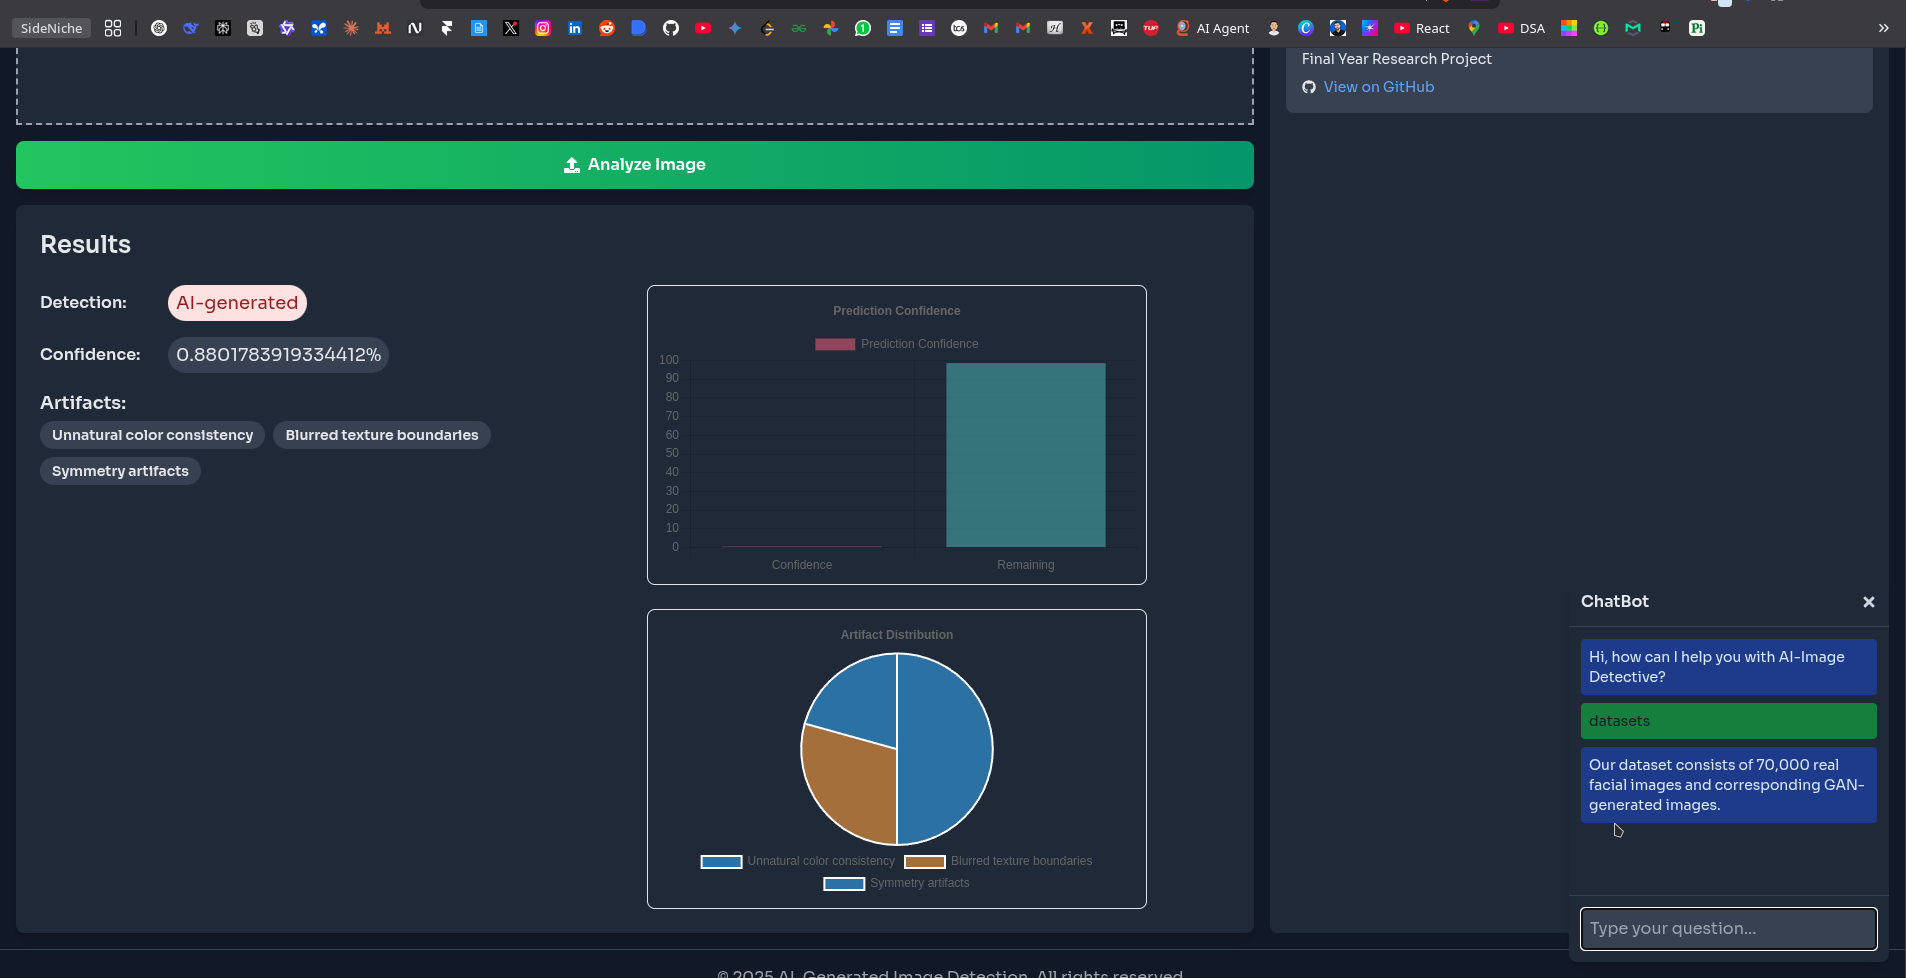 SideNiche
AI Agent
React
DSA
Final Year Research Project
View on GitHub
Analyze Image
Results
Detection: AI-generated
Confidence: 0.8801783919334412%
Artifacts:
Unnatural color consistency Blurred texture boundaries
Symmetry artifacts
Prediction Confidence
Prediction Confidence
100
90
80
70
60
50
40
30
20
10
0
Confidence Remaining
Artifact Distribution
Unnatural color consistency Blurred texture boundaries
Symmetry artifacts
ChatBot
Hi, how can I help you with AI-Image
Detective?
datasets
Our dataset consists of 70,000 real
facial images and corresponding GAN-
generated images.
Type your question...
© 2025 AI-Generated Image Detection. All rights reserved.